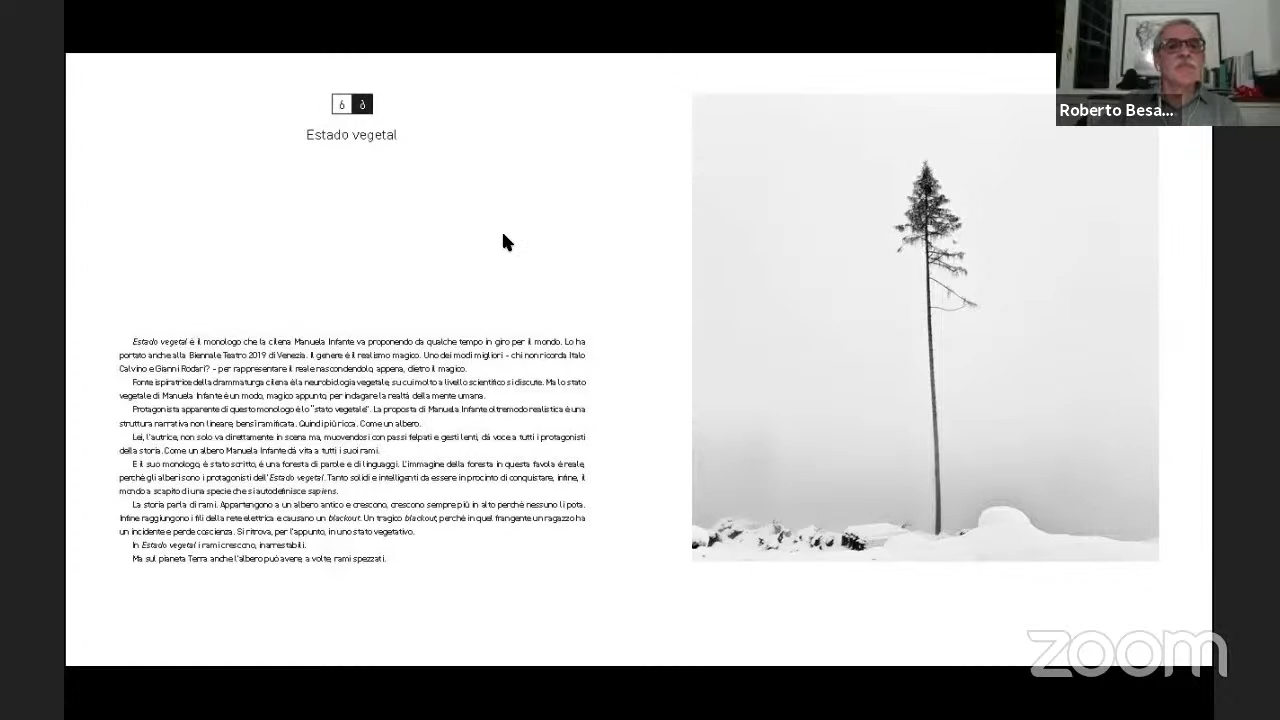 6 6
Estado vegetal
Estado vegetal è il monologo che la cilena Manuela Infante va proponendo da qualche tempo in giro per il mondo. Lo ha
portato anche alla Biennale Teatro 2019 di Venezia. Il genere è il realismo magico. Uno dei modi migliori - chi non ricorda Italo
Calvino e Gianni Rodari? - per rappresentare il reale nascondendolo, appena, dietro il magico.
Fonte ispiratrice della drammaturga cilena è la neurobiologia vegetale, su cui molto a livello scientifico si discute. Ma lo stato
vegetale di Manuela Infante è un modo, magico appunto, per indagare la realtà della mente umana.
Protagonista apparente di questo monologo è lo "stato vegetale". La proposta di Manuela Infante oltremodo realistica è una
struttura narrativa non lineare, bensì ramificata. Quindi più ricca. Come un albero.
Lei, l'autrice, non solo va direttamente in scena ma, muovendosi con passi felpati e gesti lenti, dà voce a tutti i protagonisti
della storia. Come un albero Manuela Infante dà vita a tutti i suoi rami.
E il suo monologo, è stato scritto, è una foresta di parole e di linguaggi. L'immagine della foresta in questa favola è reale,
perché gli alberi sono i protagonisti dell'Estado vegetal. Tanto solidi e intelligenti da essere in procinto di conquistare, infine, il
mondo a scapito di una specie che si autodefinisce sapiens.
La storia parla di rami. Appartengono a un albero antico e crescono, crescono sempre più in alto perché nessuno li pota.
Infine raggiungono i fili della rete elettrica e causano un blackout. Un tragico blackout, perché in quel frangente un ragazzo ha
un incidente e perde coscienza. Si ritrova, per l'appunto, in uno stato vegetativo.
In Estado vegetal i rami crescono, inarrestabili.
Ma sul pianeta Terra anche l'albero può avere, a volte, rami spezzati.
Roberto Besa...
zoom